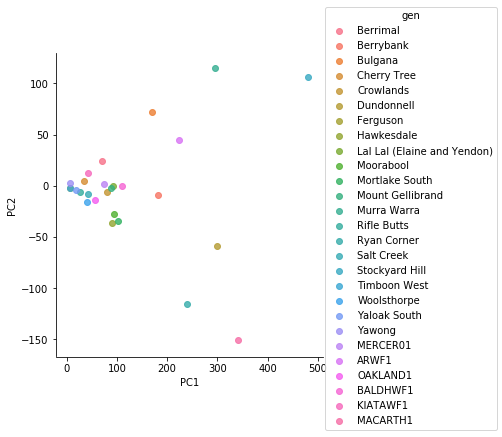 gen
Berrimal
Berrybank
Bulgana
Cherry Tree
Crowlands
Dundonnell
Ferguson
Hawkesdale
Lal Lal (Elaine and Yendon)
Moorabool
Mortlake South
Mount Gellibrand
Murra Warra
Rifle Butts
Ryan Corner
Salt Creek
Stockyard Hill
Timboon West
Woolsthorpe
Yaloak South
Yawong
MERCER01
ARWF1
OAKLAND1
BALDHWF1
KIATAWF1
MACARTH1
100
50
0
−50
−100
−150
PC2
0 100 200 300 400 500
PC1